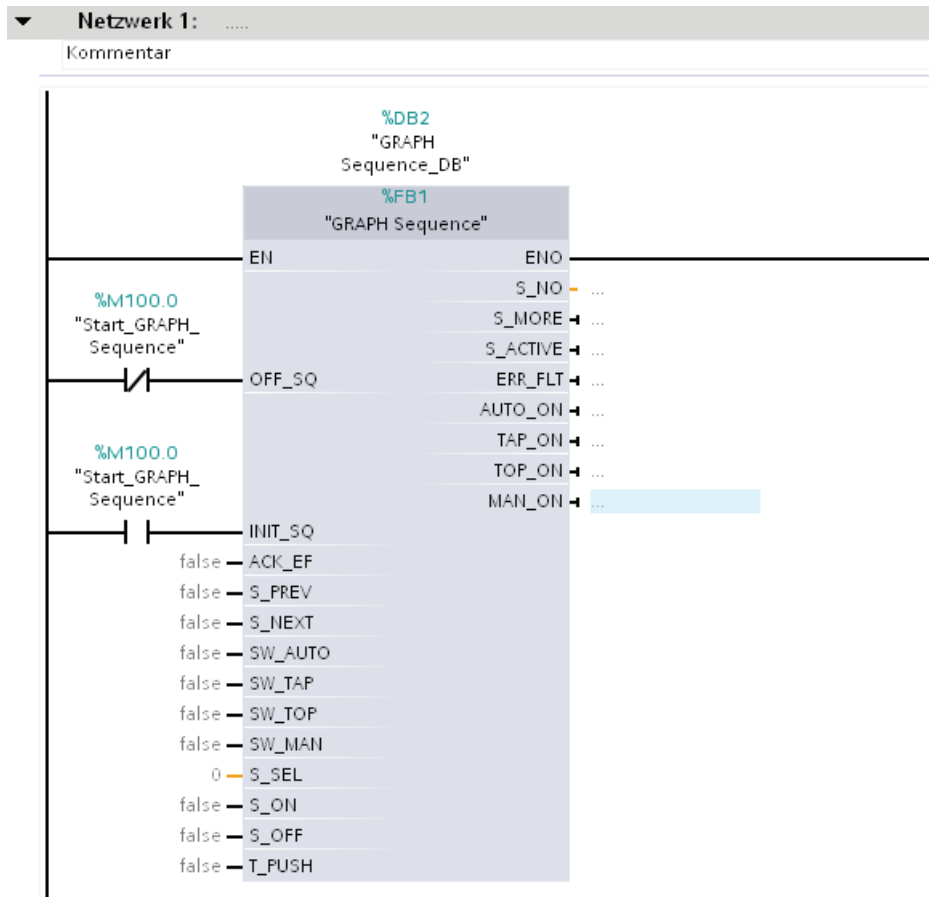 Netzwerk 1: .....
Kommentar
%DB2
"GRAPH
Sequence_DB"
%FB1
"GRAPH Sequence"
EN ENO
S_NO ...
%M100.0
"Start_GRAPH_
Sequence"
S_MORE ...
S_ACTIVE ...
OFF_SQ ERR_FLT ...
AUTO_ON ...
TAP_ON ...
%M100.0
"Start_GRAPH_
Sequence"
TOP_ON ...
MAN_ON ...
INIT_SQ
false ACK_EF
false S_PREV
false S_NEXT
false SW_AUTO
false SW_TAP
false SW_TOP
false SW_MAN
0 S_SEL
false S_ON
false S_OFF
false T_PUSH